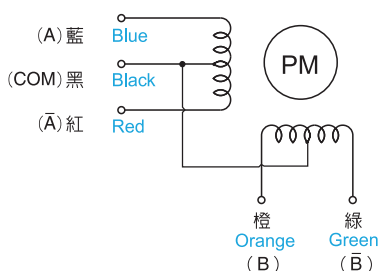 (A) 藍 Blue
(COM) 黑 Black
(A̅) 紅 Red
PM
橙 綠
Orange Green
(B) (B̅)